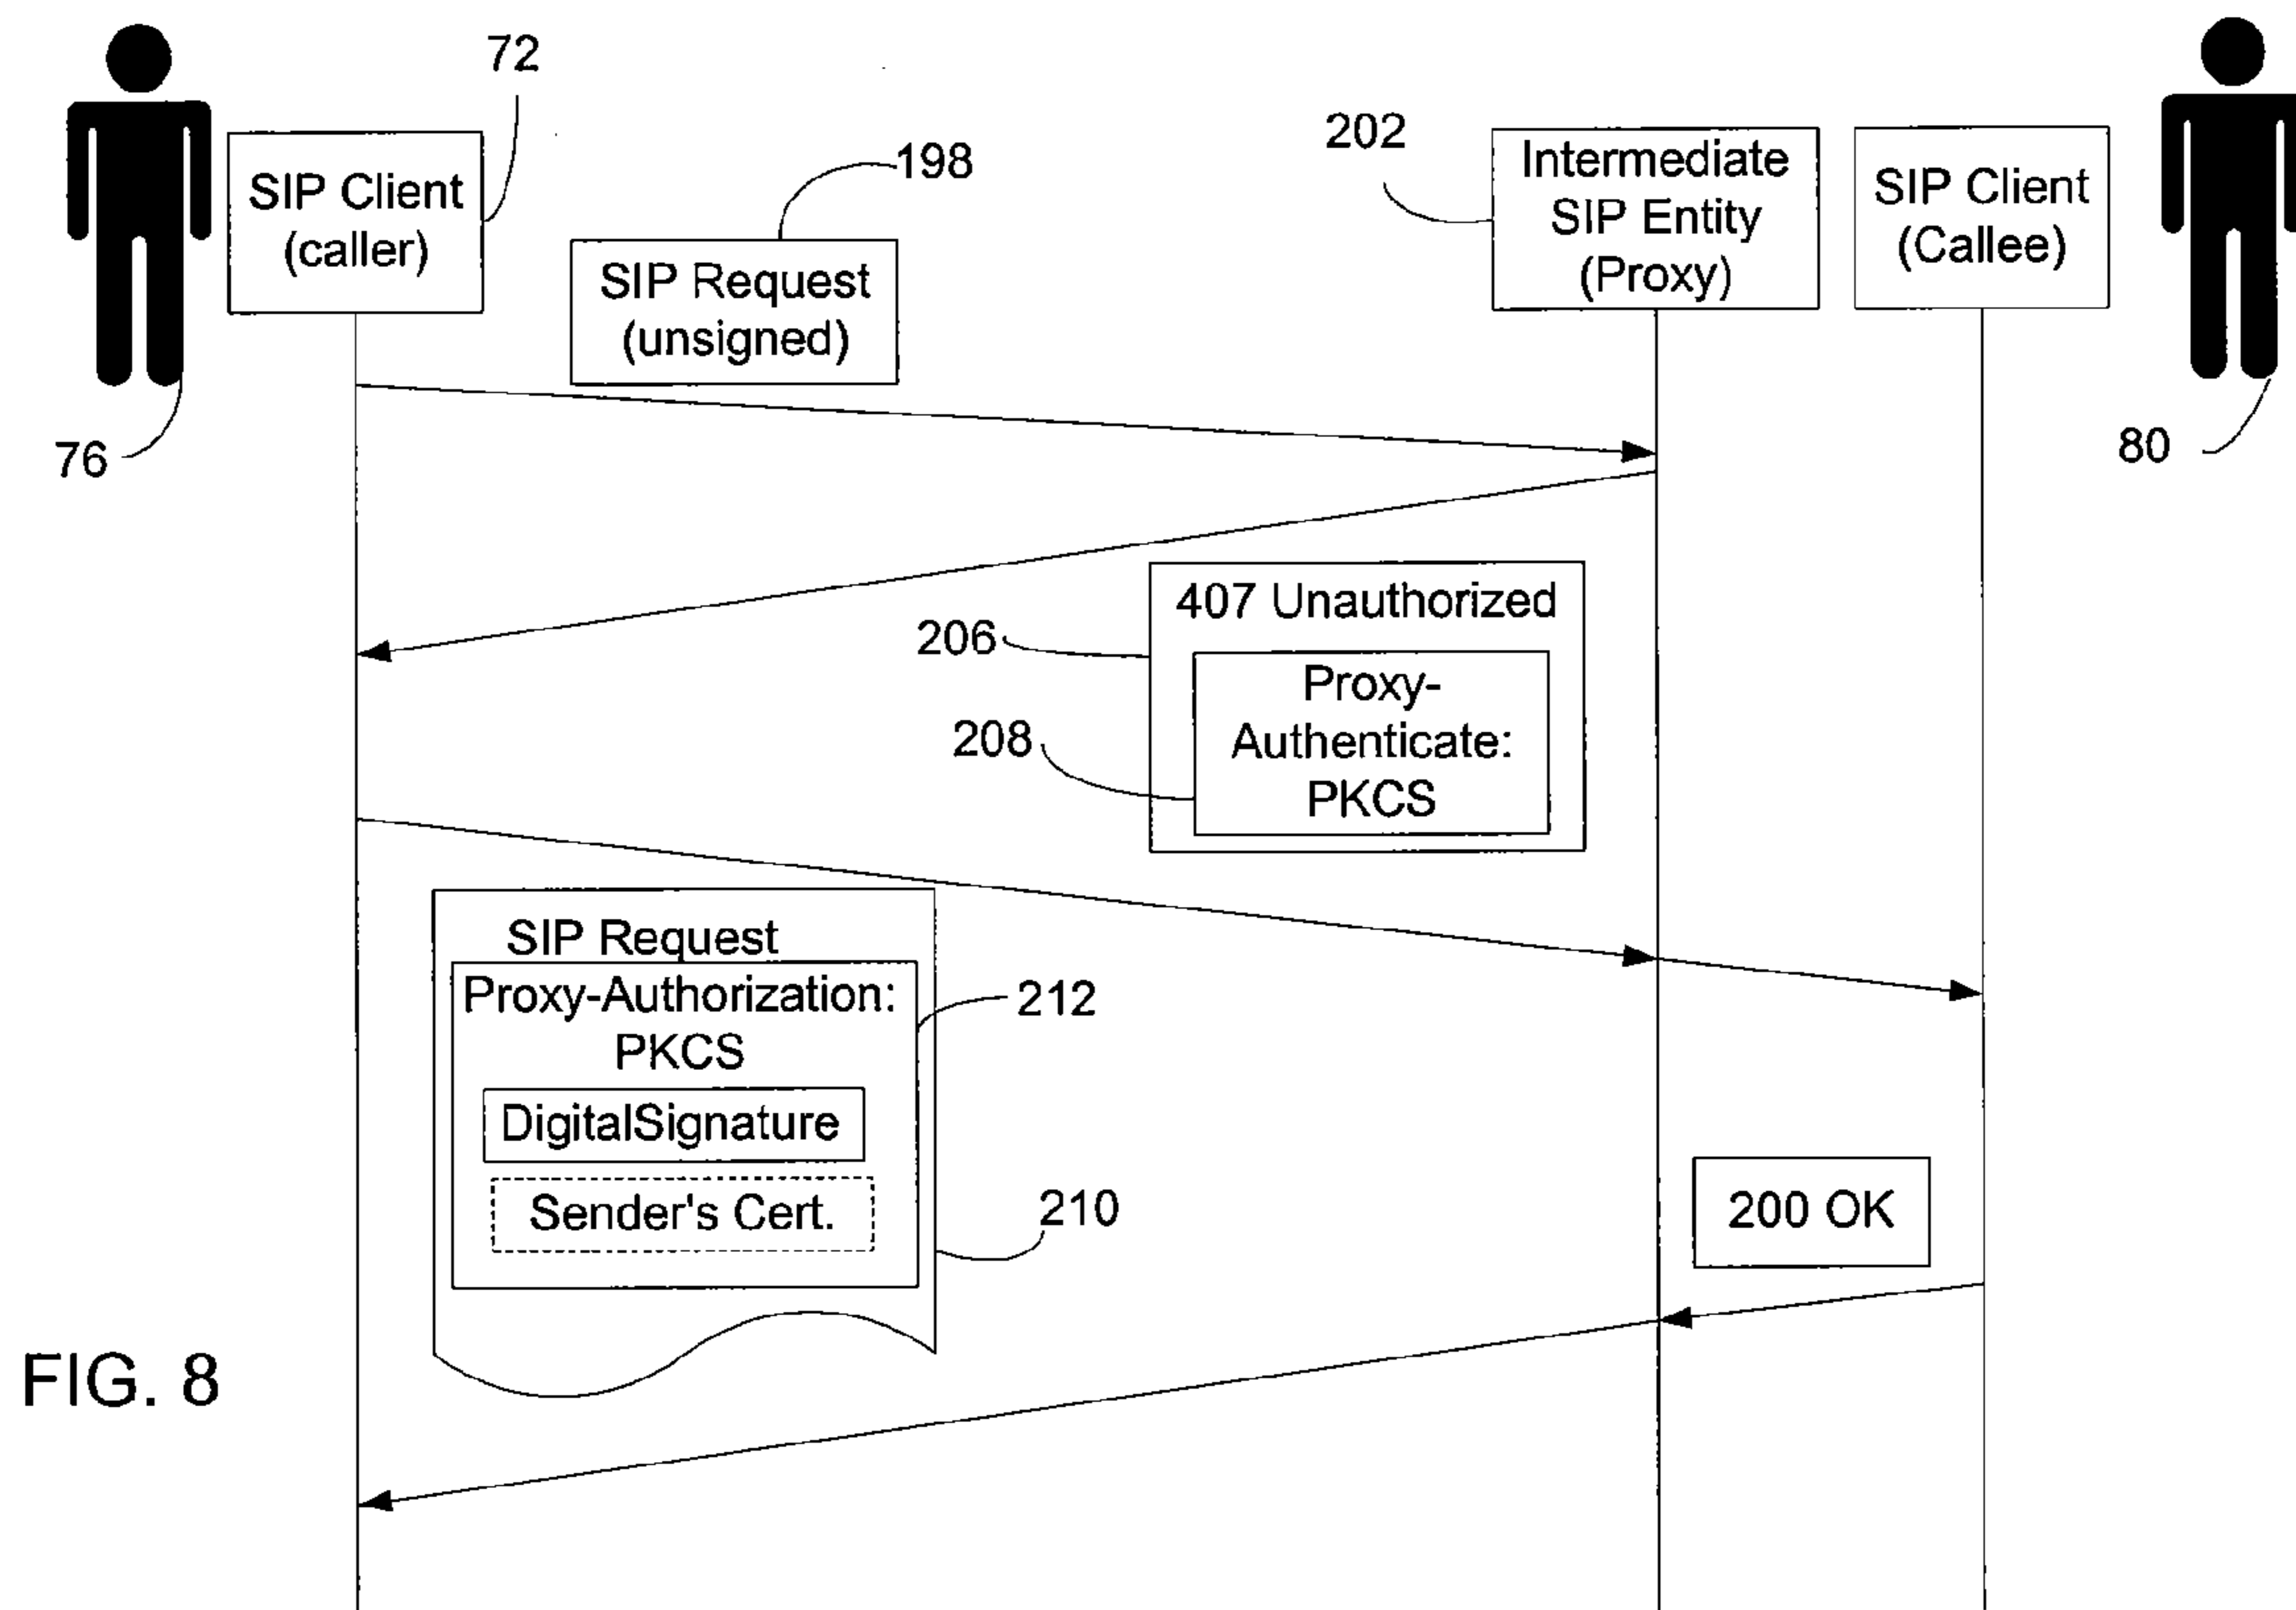 72
SIP Client
(caller)
198
SIP Request
(unsigned)
202
Intermediate
SIP Entity
(Proxy)
SIP Client
(Callee)
76
80
407 Unauthorized
206
Proxy-
Authenticate:
PKCS
208
SIP Request
Proxy-Authorization:
PKCS
212
DigitalSignature
Sender's Cert.
210
200 OK
FIG. 8